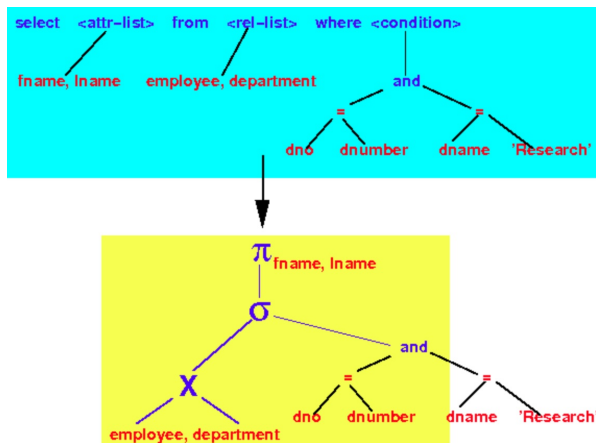 select <attr-list> from <rel-list> where <condition>
fname, lname employee, department
and
= =
dno dnumber dname 'Research'
π fname, lname
σ
and
X = =
employee, department dno dnumber dname 'Research'